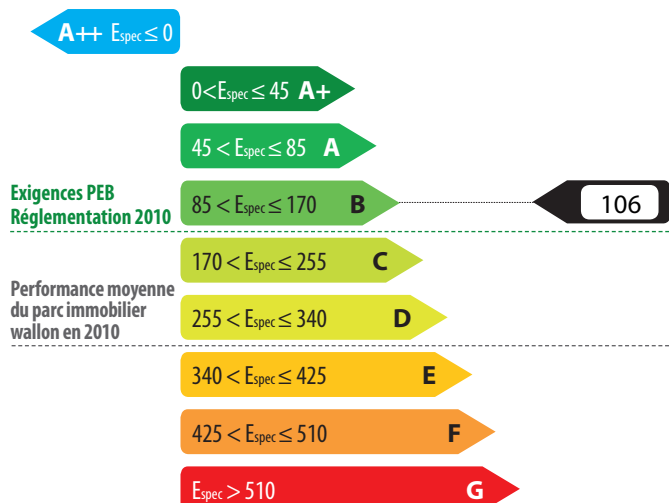 A++ Espec ≤ 0
0<Espec ≤ 45 A+
45 < Espec ≤ 85 A
Exigences PEB
Réglementation 2010
85 < Espec ≤ 170 B
106
170 < Espec ≤ 255 C
Performance moyenne
du parc immobilier
wallon en 2010
255 < Espec ≤ 340 D
340 < Espec ≤ 425 E
425 < Espec ≤ 510 F
Espec > 510 G